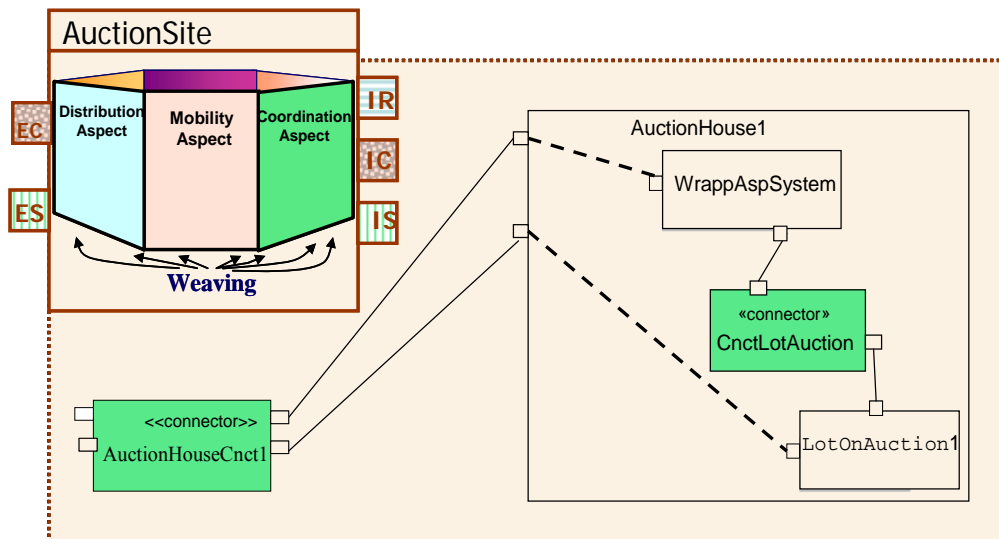 AuctionSite
Distribution
Aspect
Mobility
Aspect
Coordination
Aspect
EC
ES
IR
IC
IS
Weaving
AuctionHouse1
WrappAspSystem
«connector»
CnctLotAuction
LotOnAuction1
<<connector>>
AuctionHouseCnct1